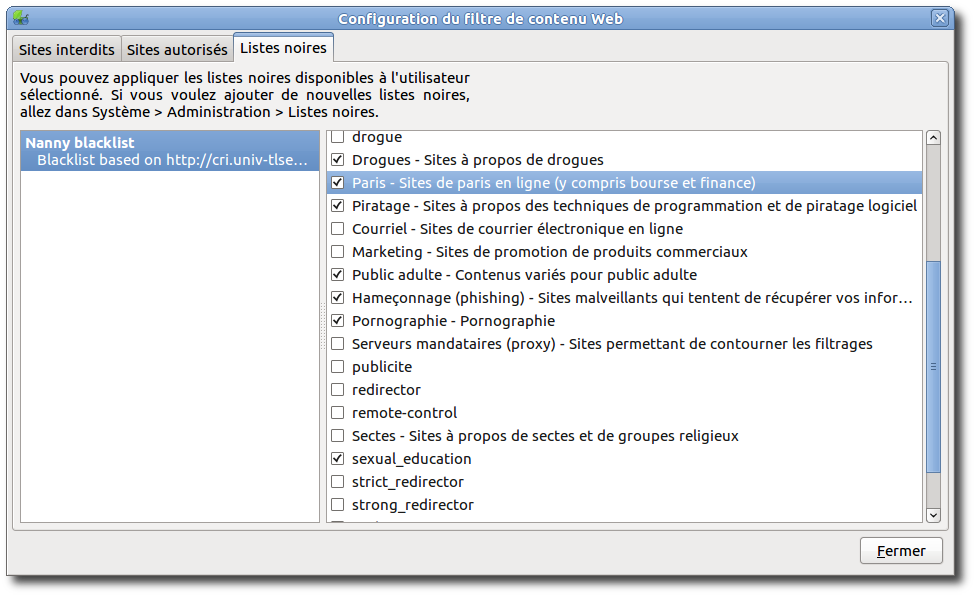 Configuration du filtre de contenu Web
Sites interdits
Sites autorisés
Listes noires
Vous pouvez appliquer les listes noires disponibles à l'utilisateur
sélectionné. Si vous voulez ajouter de nouvelles listes noires,
allez dans Système > Administration > Listes noires.
Nanny blacklist
Blacklist based on http://cri.univ-tlse...
drogue
Drogues - Sites à propos de drogues
Paris - Sites de paris en ligne (y compris bourse et finance)
Piratage - Sites à propos des techniques de programmation et de piratage logiciel
Courriel - Sites de courrier électronique en ligne
Marketing - Sites de promotion de produits commerciaux
Public adulte - Contenus variés pour public adulte
Hameçonnage (phishing) - Sites malveillants qui tentent de récupérer vos infor...
Pornographie - Pornographie
Serveurs mandataires (proxy) - Sites permettant de contourner les filtrages
publicite
redirector
remote-control
Sectes - Sites à propos de sectes et de groupes religieux
sexual_education
strict_redirector
strong_redirector
Fermer